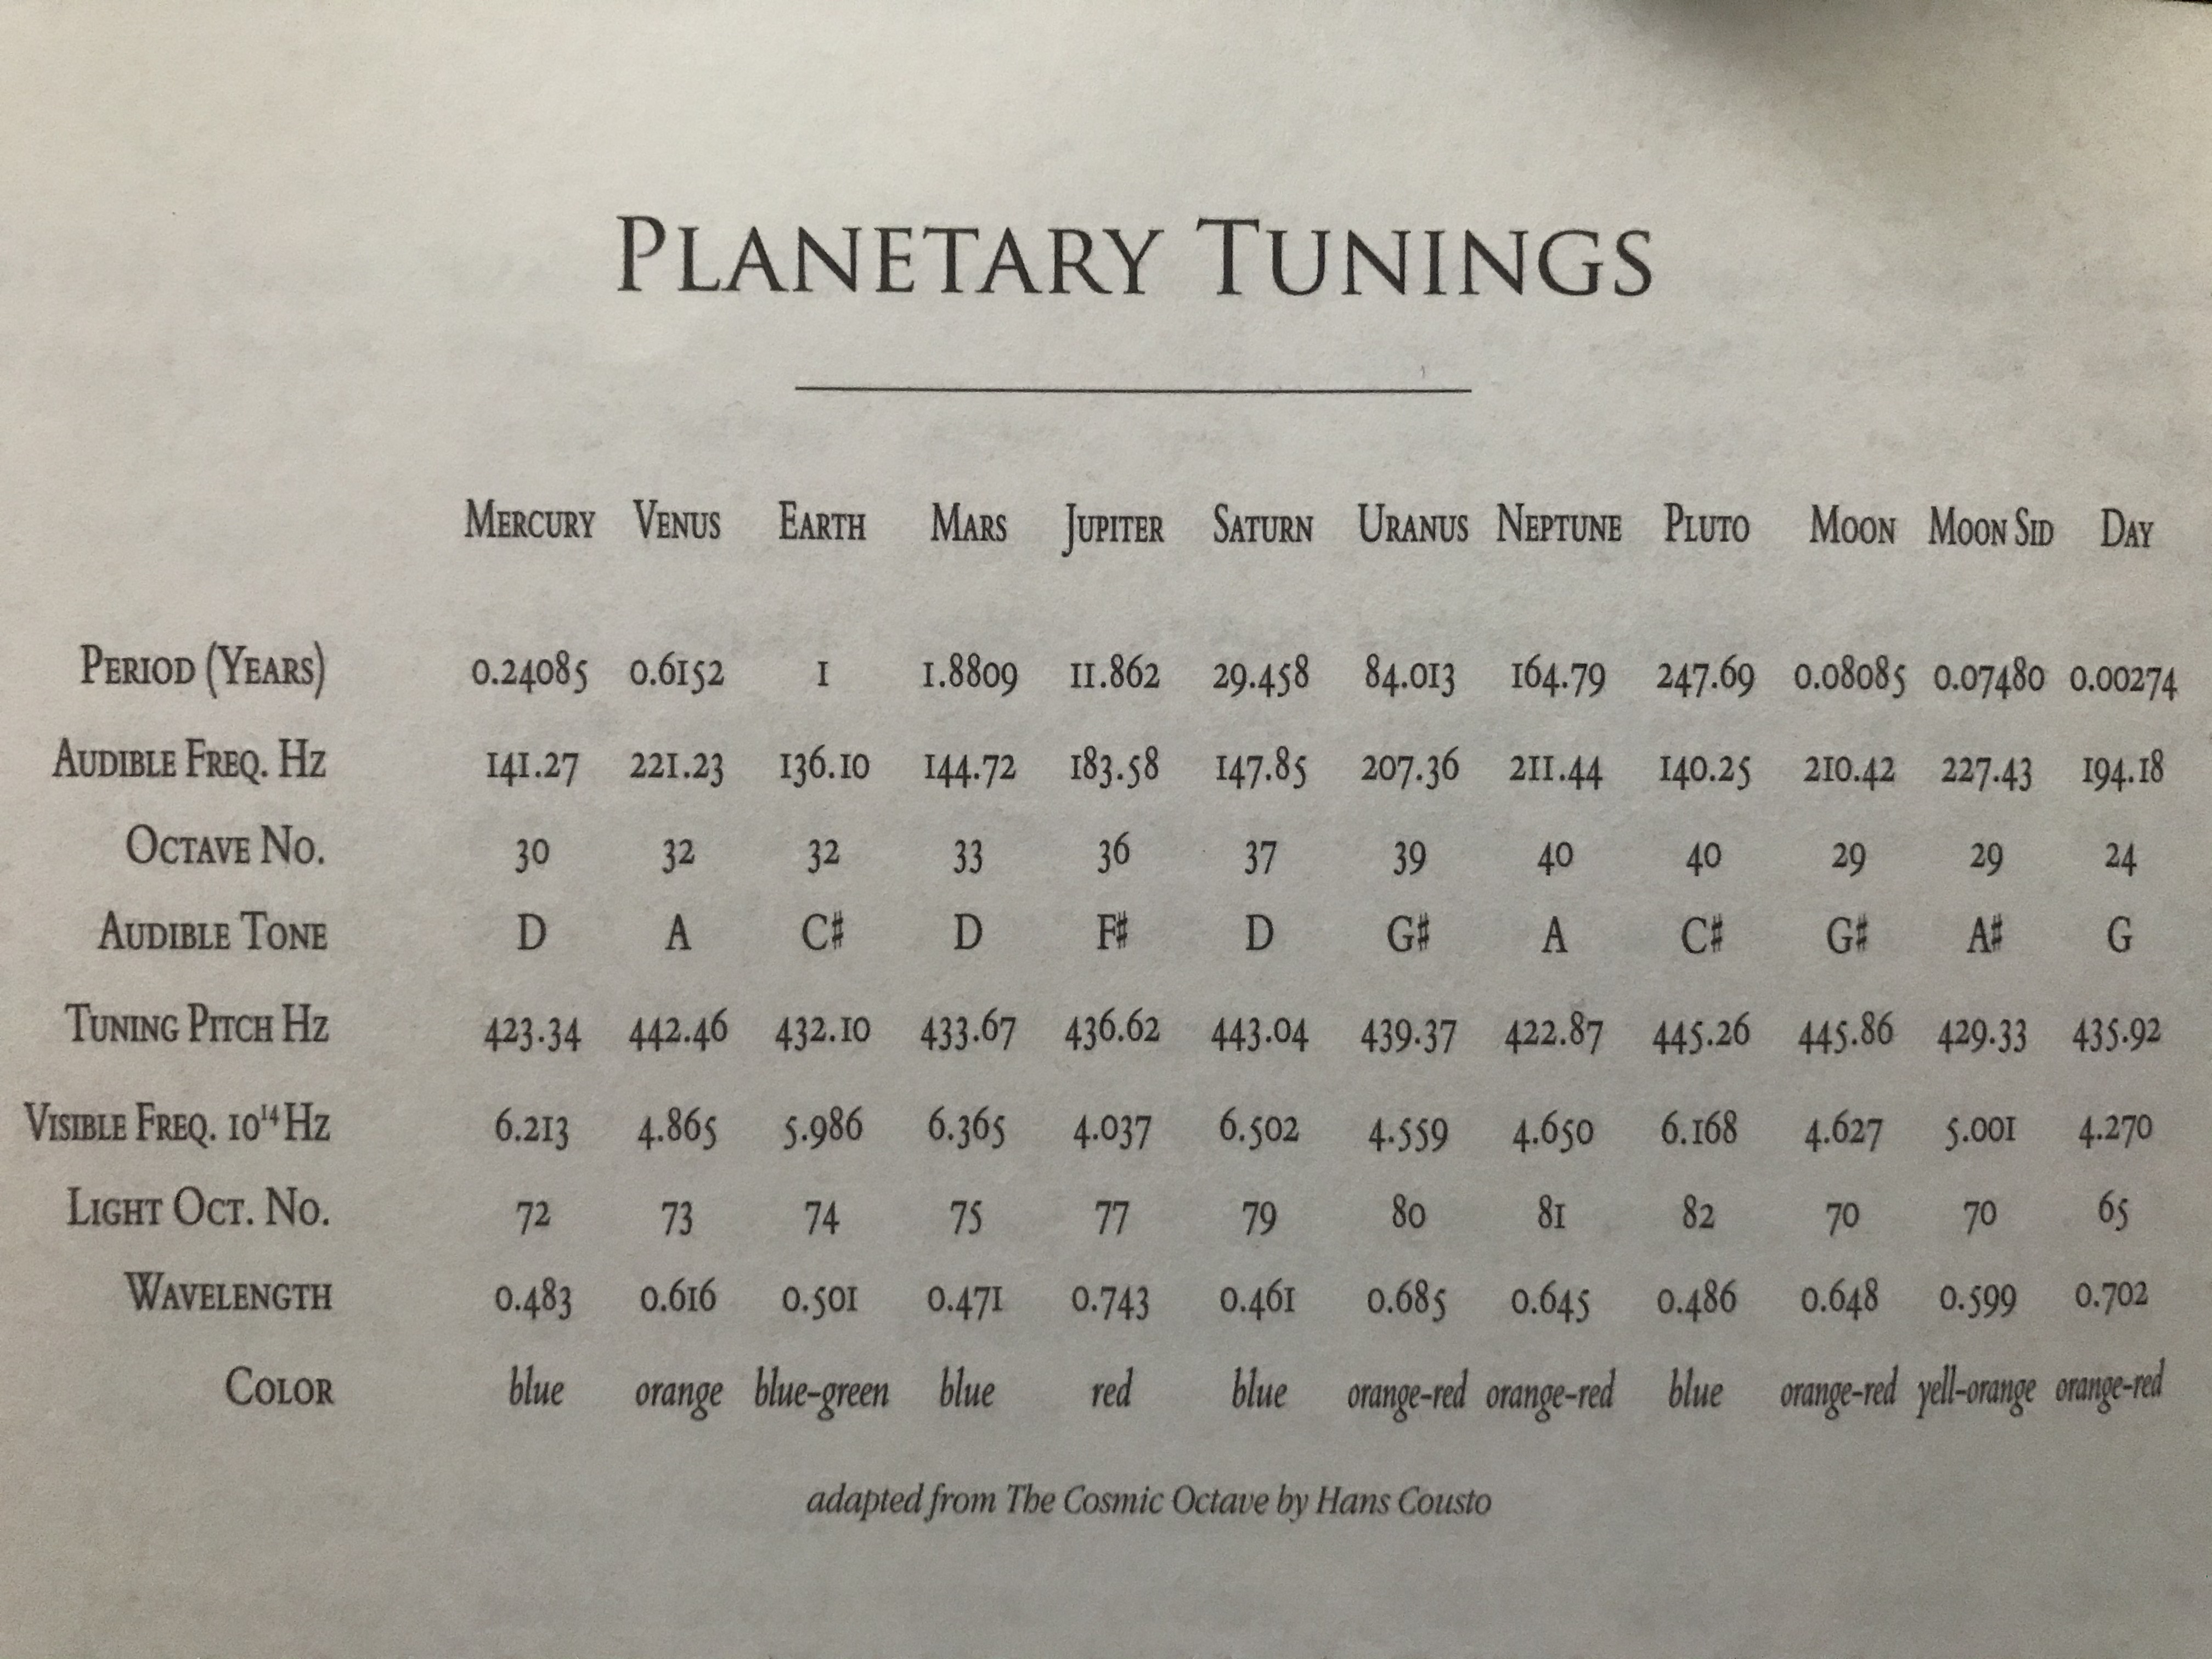 PLANETARY TUNINGS
MERCURY VENUS EARTH MARS JUPITER SATURN URANUS NEPTUNE PLUTO MOON MOON SID DAY
PERIOD (YEARS) 0.24085 0.6152 1 1.8809 11.862 29.458 84.013 164.79 247.69 0.08085 0.07480 0.00274
AUDIBLE FREQ. HZ 141.27 221.23 136.10 144.72 183.58 147.85 207.36 211.44 140.25 210.42 227.43 194.18
OCTAVE NO. 30 32 32 33 36 37 39 40 40 29 29 24
AUDIBLE TONE D A C# D F# D G# A C# G# A# G
TUNING PITCH HZ 423.34 442.46 432.10 433.67 436.62 443.04 439.37 422.87 445.26 445.86 429.33 435.92
VISIBLE FREQ. 10¹⁴HZ 6.213 4.865 5.986 6.365 4.037 6.502 4.559 4.650 6.168 4.627 5.001 4.270
LIGHT OCT. NO. 72 73 74 75 77 79 80 81 82 70 70 65
WAVELENGTH 0.483 0.616 0.501 0.471 0.743 0.461 0.685 0.645 0.486 0.648 0.599 0.702
COLOR blue orange blue-green blue red blue orange-red orange-red blue orange-red yell-orange orange-red
adapted from The Cosmic Octave by Hans Cousto